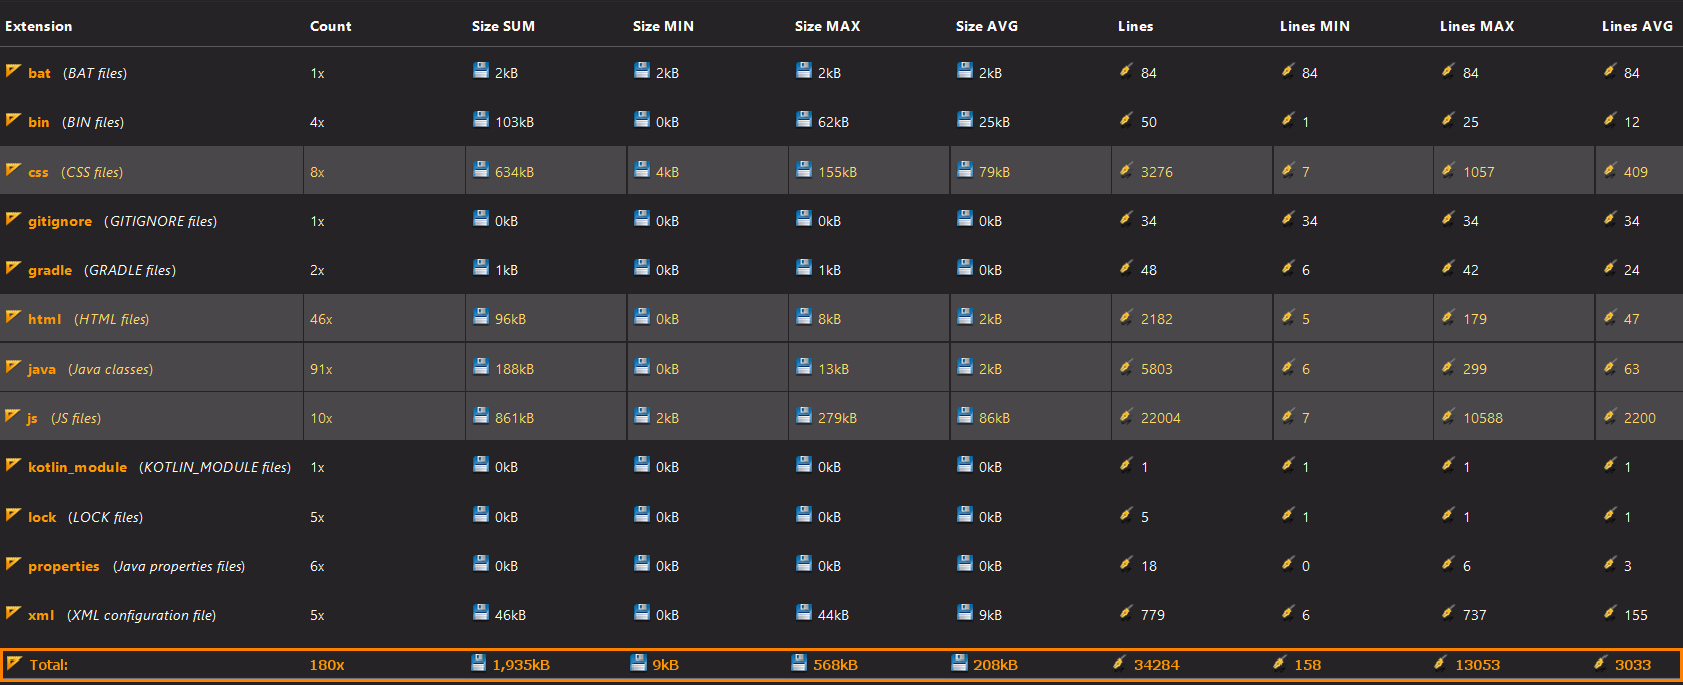 Extension Count Size SUM Size MIN Size MAX Size AVG Lines Lines MIN Lines MAX Lines AVG
bat (BAT files) 1x 2kB 2kB 2kB 2kB 84 84 84 84
bin (BIN files) 4x 103kB 0kB 62kB 25kB 50 1 25 12
css (CSS files) 8x 634kB 4kB 155kB 79kB 3276 7 1057 409
gitignore (GITIGNORE files) 1x 0kB 0kB 0kB 0kB 34 34 34 34
gradle (GRADLE files) 2x 1kB 0kB 1kB 0kB 48 6 42 24
html (HTML files) 46x 96kB 0kB 8kB 2kB 2182 5 179 47
java (Java classes) 91x 188kB 0kB 13kB 2kB 5803 6 299 63
js (JS files) 10x 861kB 2kB 279kB 86kB 22004 7 10588 2200
kotlin_module (KOTLIN_MODULE files) 1x 0kB 0kB 0kB 0kB 1 1 1 1
lock (LOCK files) 5x 0kB 0kB 0kB 0kB 5 1 1 1
properties (Java properties files) 6x 0kB 0kB 0kB 0kB 18 0 6 3
xml (XML configuration file) 5x 46kB 0kB 44kB 9kB 779 6 737 155
Total: 180x 1,935kB 9kB 568kB 208kB 34284 158 13053 3033